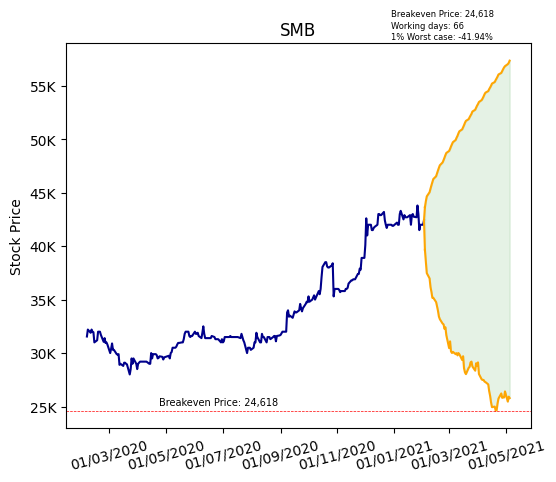 Breakeven Price: 24,618
Working days: 66
1% Worst case: -41.94%
SMB
Stock Price
55K
50K
45K
40K
35K
30K
25K
Breakeven Price: 24,618
01/03/2020
01/05/2020
01/07/2020
01/09/2020
01/11/2020
01/01/2021
01/03/2021
01/05/2021